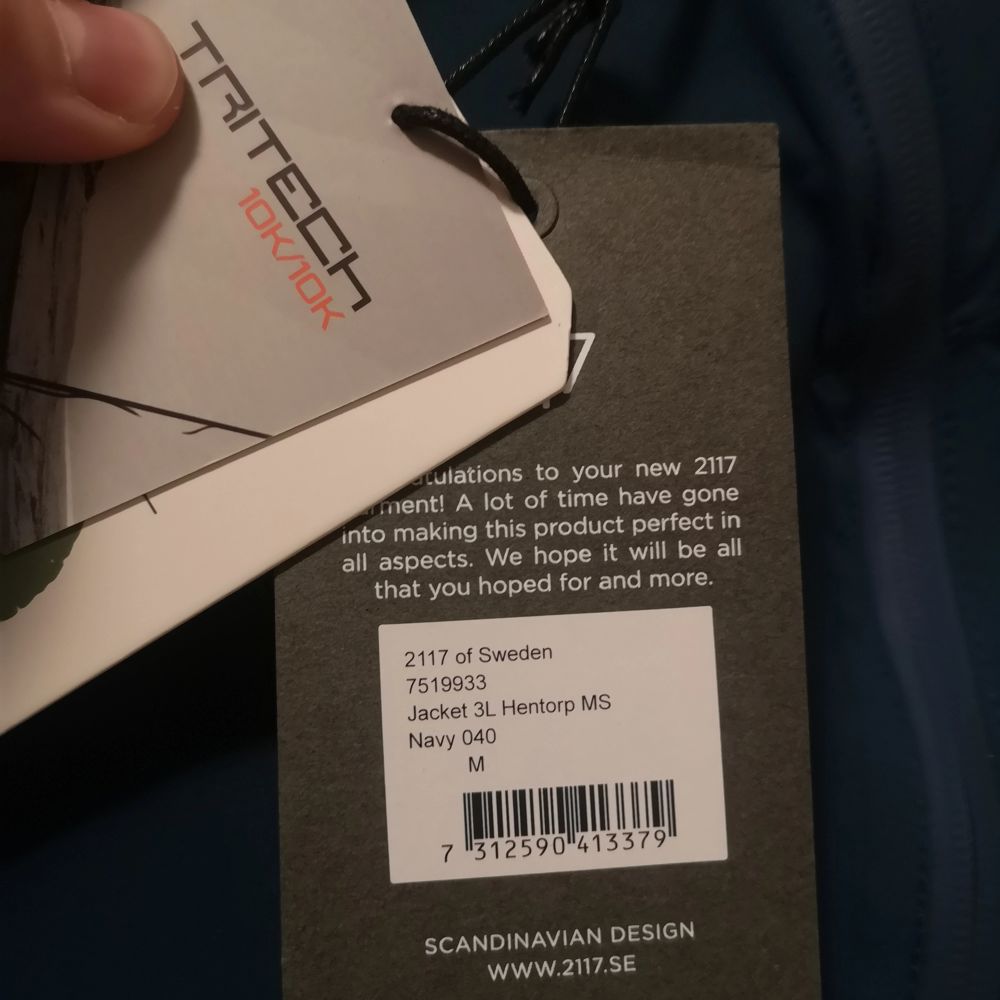 TRITECH
10K/10K
7
to your new 2117
A lot of time have gone
into making this product perfect in
all aspects. We hope it will be all
that you hoped for and more.
2117 of Sweden
7519933
Jacket 3L Hentorp MS
Navy 040
M
7 312590 413379
SCANDINAVIAN DESIGN
WWW.2117.SE